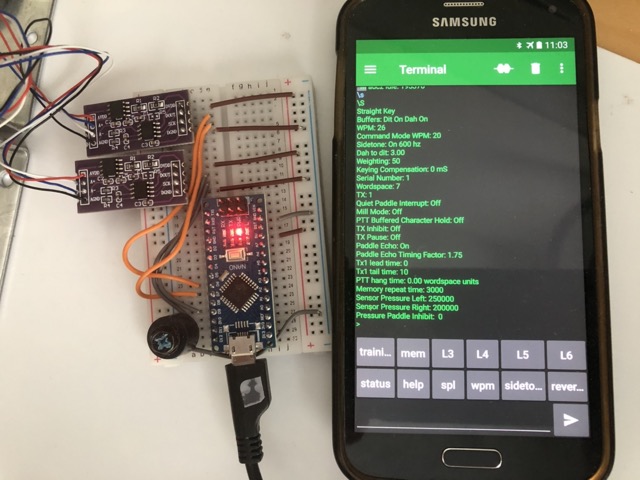 SAMSUNG
11:03
Terminal
\s
\S
Straight Key
Buffers: Dit On Dah On
WPM: 26
Command Mode WPM: 20
Sidetone: On 600 hz
Dah to dit: 3.00
Weighting: 50
Keying Compensation: 0 mS
Serial Number: 1
Wordspace: 7
TX: 1
Quiet Paddle Interrupt: Off
Mill Mode: Off
PTT Buffered Character Hold: Off
TX Inhibit: Off
TX Pause: Off
Paddle Echo: On
Paddle Echo Timing Factor: 1.75
Tx1 lead time: 0
Tx1 tail time: 10
PTT hang time: 0.00 wordspace units
Memory repeat time: 3000
Sensor Pressure Left: 250000
Sensor Pressure Right: 200000
Pressure Paddle Inhibit: 0
>
traini... mem L3 L4 L5 L6
status help spl wpm sideto... rever...
R1 R2
R1 R2
NANO
f g h i j